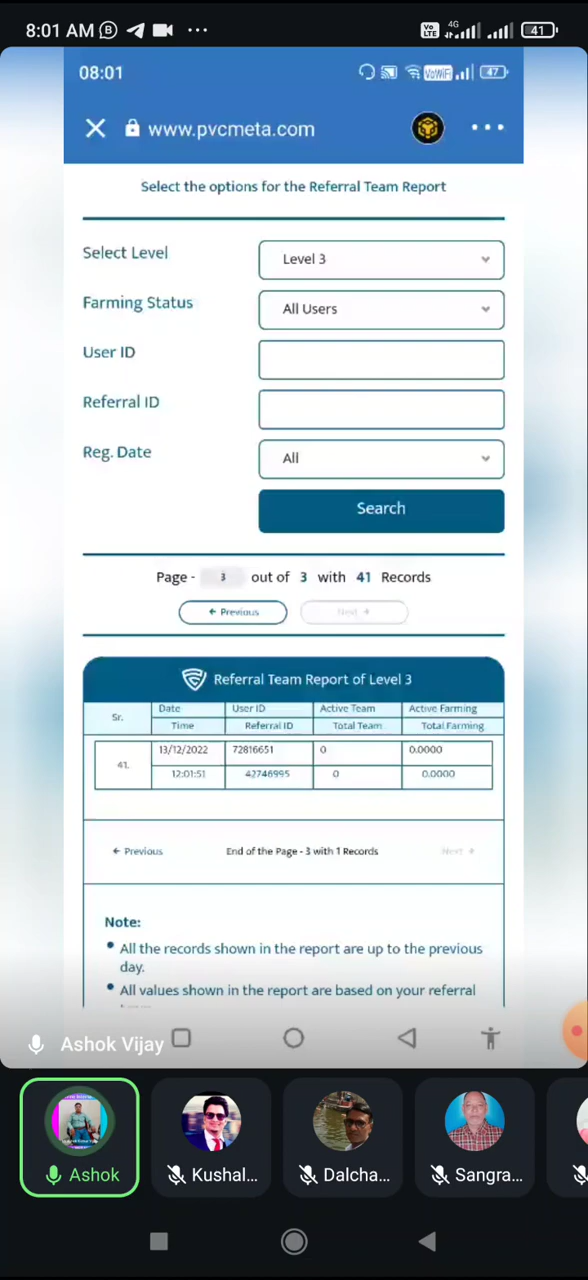 8:01 AM
4G
41
08:01
VoWiFi
47
www.pvcmeta.com
Select the options for the Referral Team Report
Select Level
Level 3
Farming Status
All Users
User ID
Referral ID
Reg. Date
All
Search
Page - 3 out of 3 with 41 Records
← Previous
Next →
Referral Team Report of Level 3
Sr. Date User ID Active Team Active Farming
Time Referral ID Total Team Total Farming
41. 13/12/2022 72816651 0 0.0000
12:01:51 42746995 0 0.0000
← Previous End of the Page - 3 with 1 Records Next →
Note:
• All the records shown in the report are up to the previous
day.
• All values shown in the report are based on your referral
Ashok Vijay
Ashok Kushal... Dalcha... Sangra...